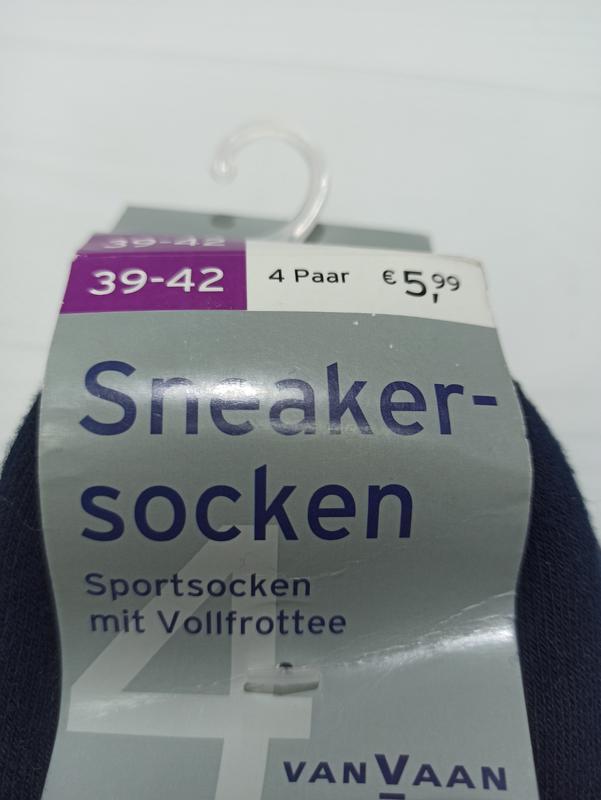 39-42
39-42 4 Paar €5,99
Sneaker-
socken
Sportsocken
mit Vollfrottee
4
VANVAAN